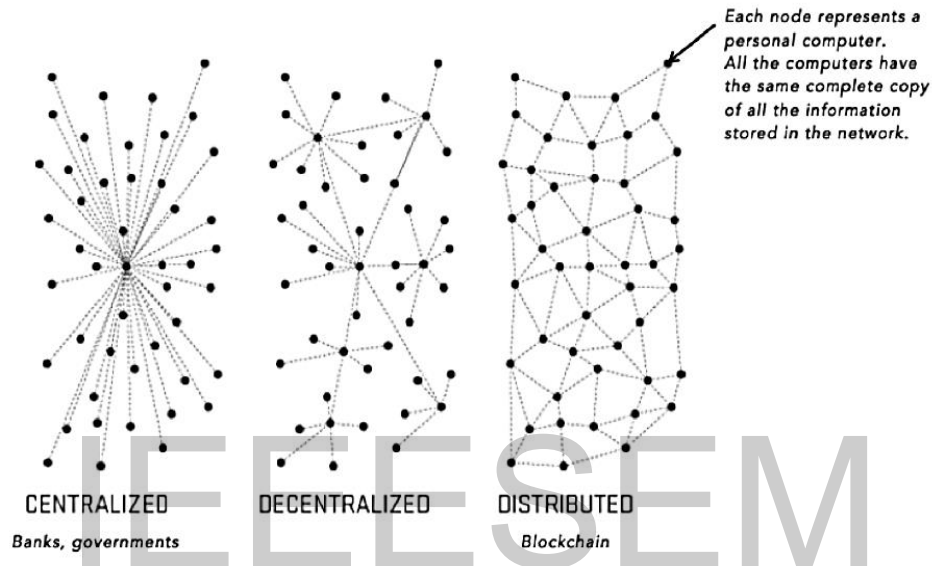 Each node represents a
personal computer.
All the computers have
the same complete copy
of all the information
stored in the network.
CENTRALIZED
DECENTRALIZED
DISTRIBUTED
Banks, governments
Blockchain
IEEESEM